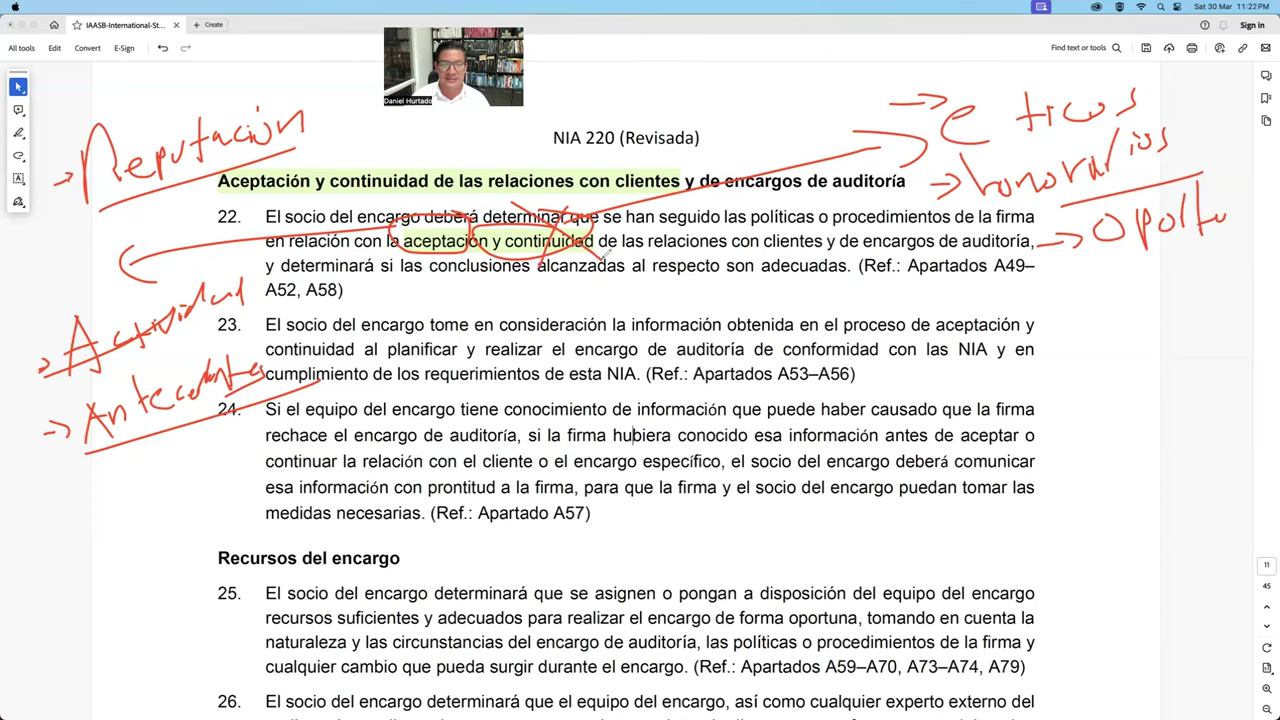 Sat 30 Mar 11:22 PM
IAASB-International-St...
Create
Sign in
All tools
Edit
Convert
E-Sign
Find text or tools
Daniel Hurtado
NIA 220 (Revisada)
Reputación
eticos
honorarios
oportu
Aceptación y continuidad de las relaciones con clientes y de encargos de auditoría
22. El socio del encargo deberá determinar que se han seguido las políticas o procedimientos de la firma
en relación con la aceptación y continuidad de las relaciones con clientes y de encargos de auditoría,
y determinará si las conclusiones alcanzadas al respecto son adecuadas. (Ref.: Apartados A49–
A52, A58)
Actividad
23. El socio del encargo tome en consideración la información obtenida en el proceso de aceptación y
continuidad al planificar y realizar el encargo de auditoría de conformidad con las NIA y en
cumplimiento de los requerimientos de esta NIA. (Ref.: Apartados A53–A56)
Antecedentes
24. Si el equipo del encargo tiene conocimiento de información que puede haber causado que la firma
rechace el encargo de auditoría, si la firma hubiera conocido esa información antes de aceptar o
continuar la relación con el cliente o el encargo específico, el socio del encargo deberá comunicar
esa información con prontitud a la firma, para que la firma y el socio del encargo puedan tomar las
medidas necesarias. (Ref.: Apartado A57)
Recursos del encargo
25. El socio del encargo determinará que se asignen o pongan a disposición del equipo del encargo
recursos suficientes y adecuados para realizar el encargo de forma oportuna, tomando en cuenta la
naturaleza y las circunstancias del encargo de auditoría, las políticas o procedimientos de la firma y
cualquier cambio que pueda surgir durante el encargo. (Ref.: Apartados A59–A70, A73–A74, A79)
26. El socio del encargo determinará que el equipo del encargo, así como cualquier experto externo del
11
45